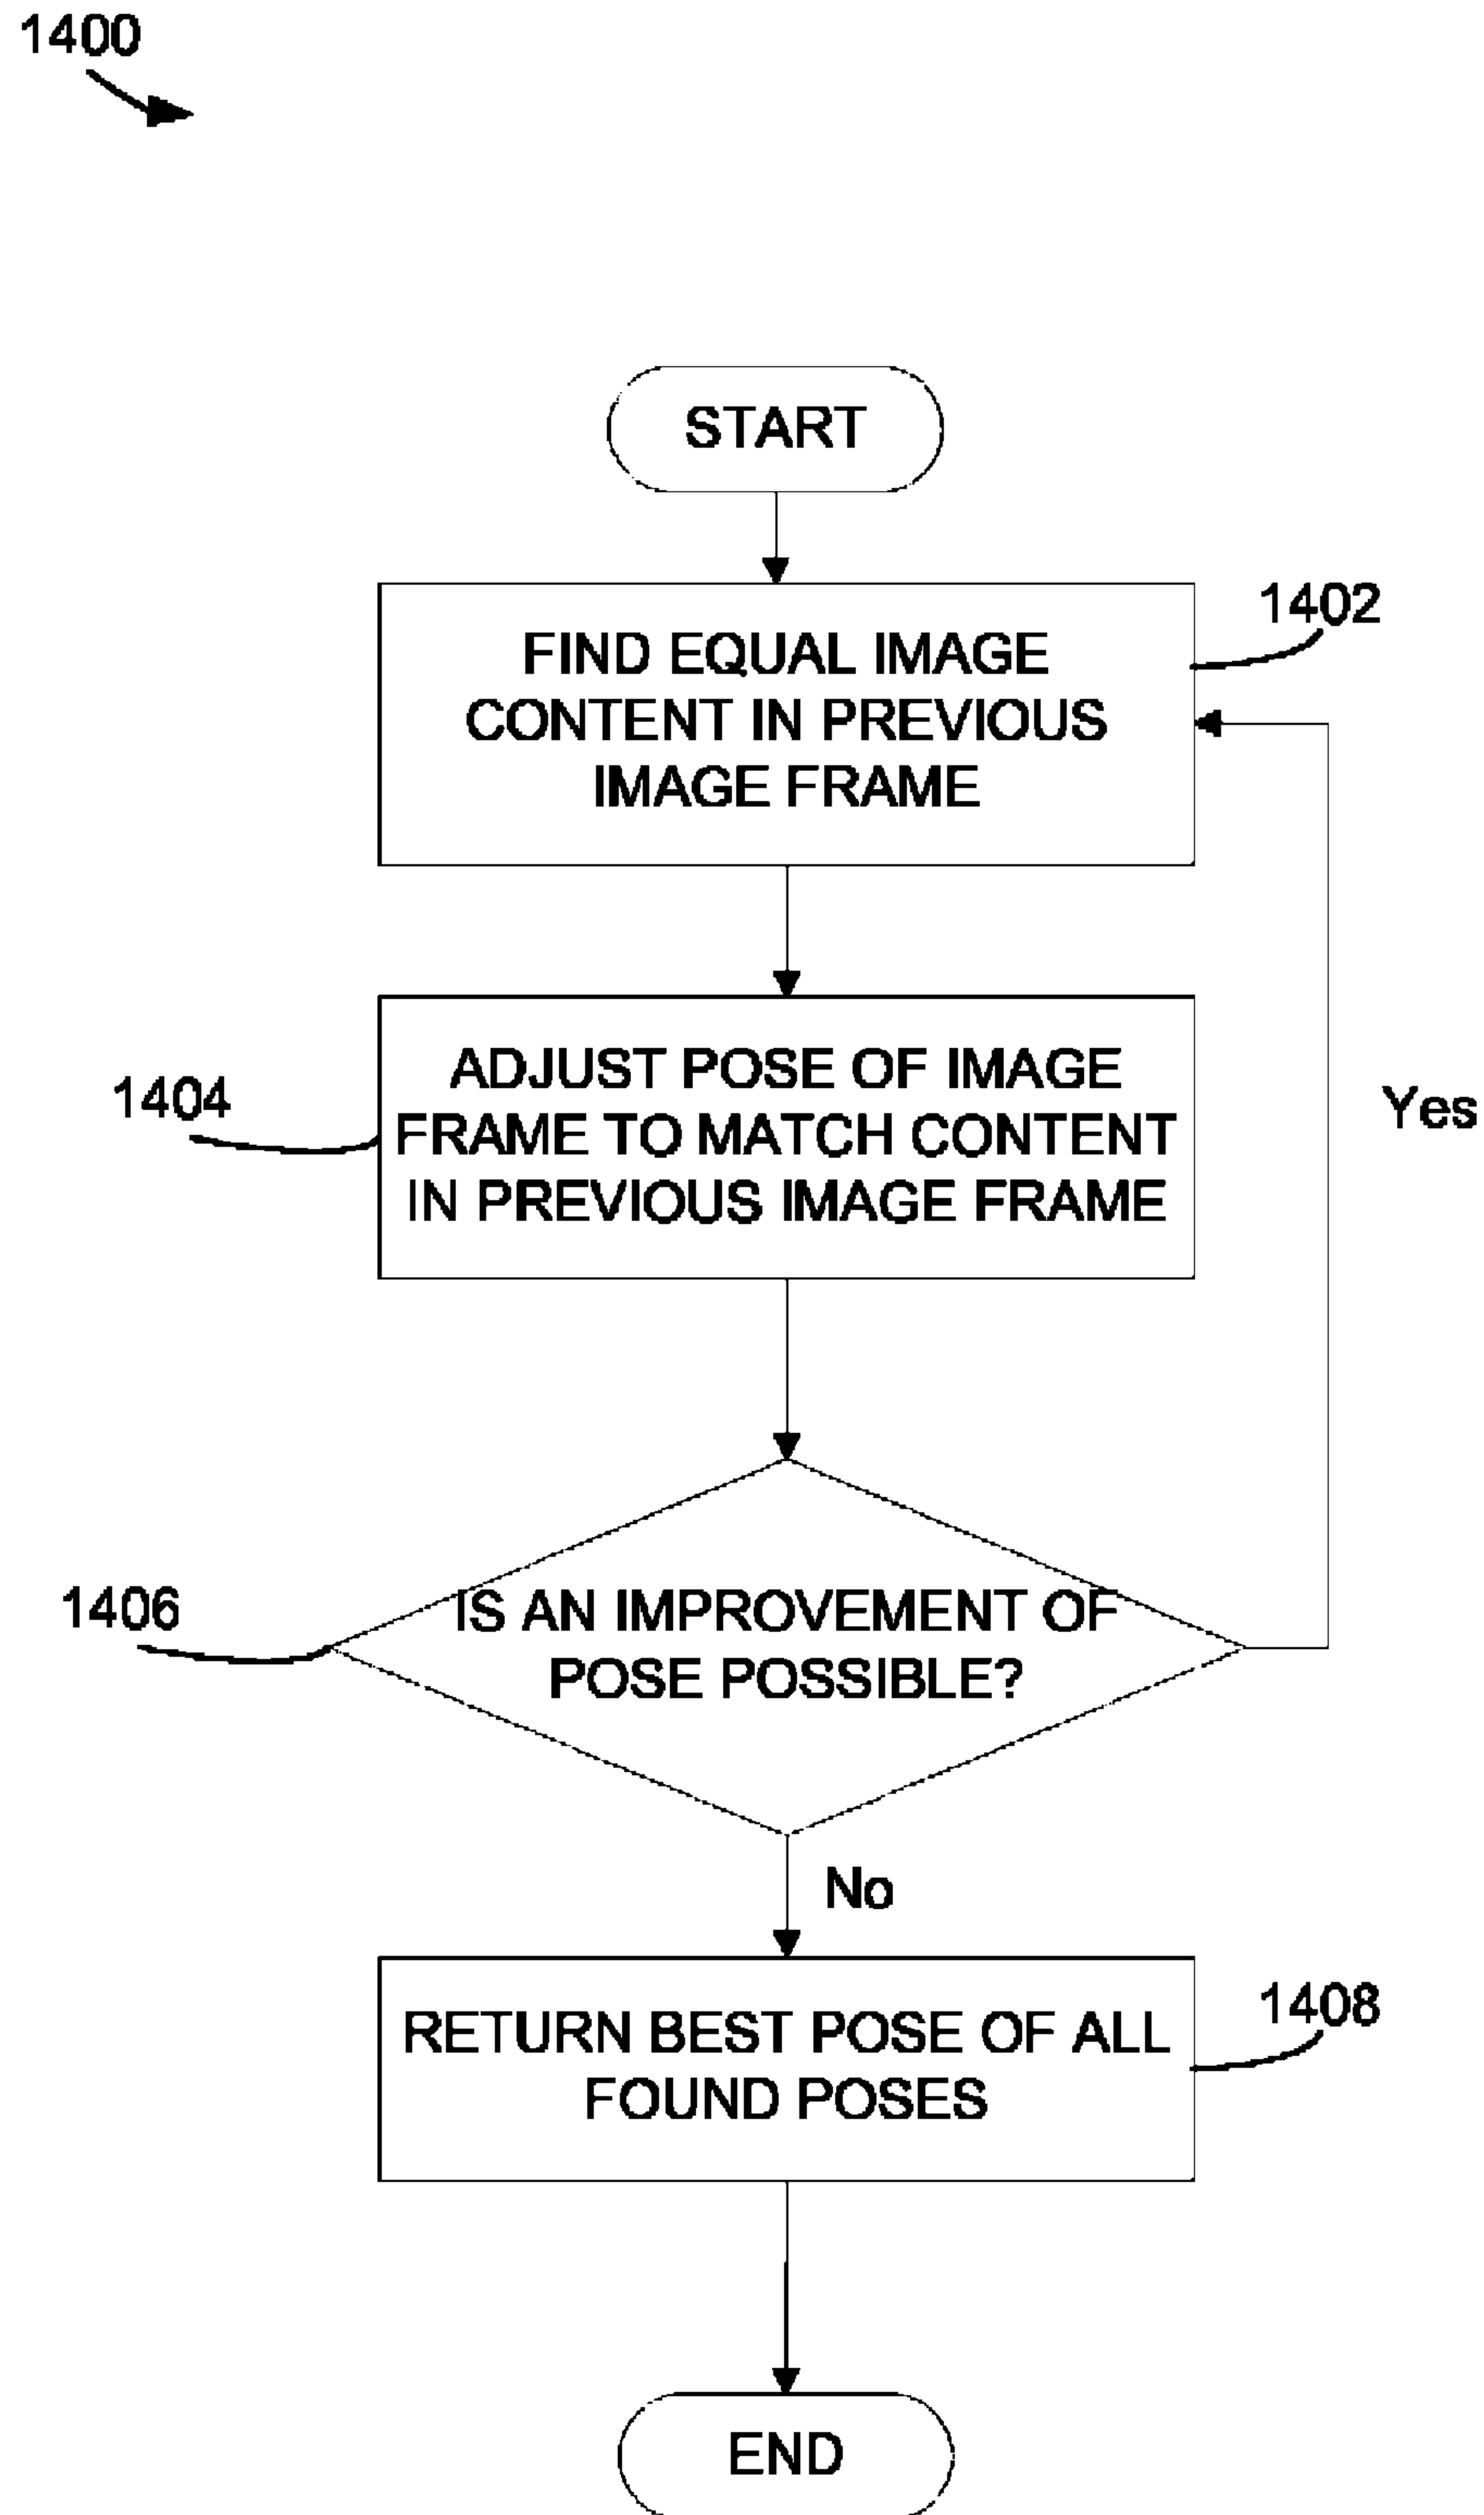 1400
START
FIND EQUAL IMAGE
CONTENT IN PREVIOUS
IMAGE FRAME
1402
ADJUST POSE OF IMAGE
FRAME TO MATCH CONTENT
IN PREVIOUS IMAGE FRAME
1404
Yes
IS AN IMPROVEMENT OF
POSE POSSIBLE?
1406
No
RETURN BEST POSE OF ALL
FOUND POSES
1408
END